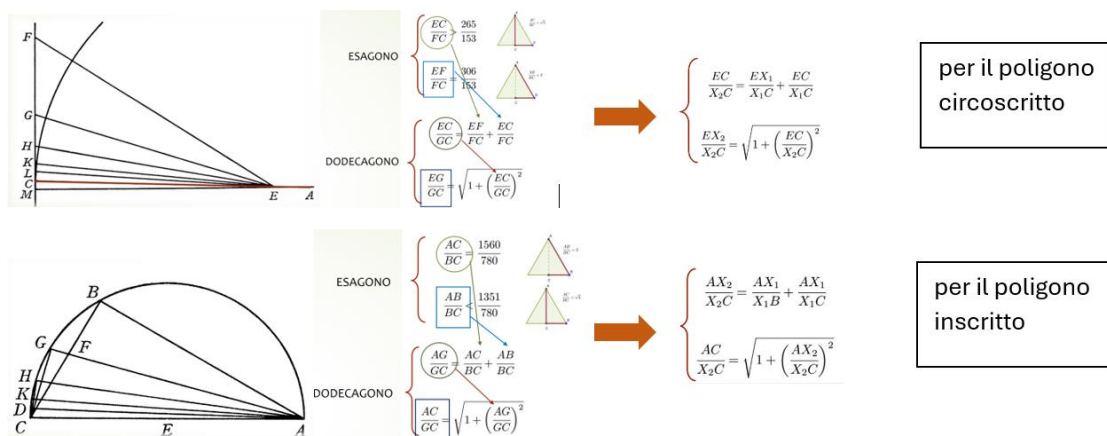 F
G
H
K
L
C
M
E
A
ESAGONO
EC/FC > 265/153
EF/FC = 306/153
DODECAGONO
EC/GC = EF/FC + EC/FC
EG/GC = √(1 + (EC/GC)²)
EC/X₂C = EX₁/X₁C + EC/X₁C
EX₂/X₂C = √(1 + (EC/X₂C)²)
per il poligono
circoscritto
B
G
F
H
K
D
C
E
A
ESAGONO
AC/BC = 1560/780
AB/BC < 1351/780
DODECAGONO
AG/GC = AC/BC + AB/BC
AC/GC = √(1 + (AG/GC)²)
AX₂/X₂C = AX₁/X₁B + AX₁/X₁C
AC/X₂C = √(1 + (AX₂/X₂C)²)
per il poligono
inscritto